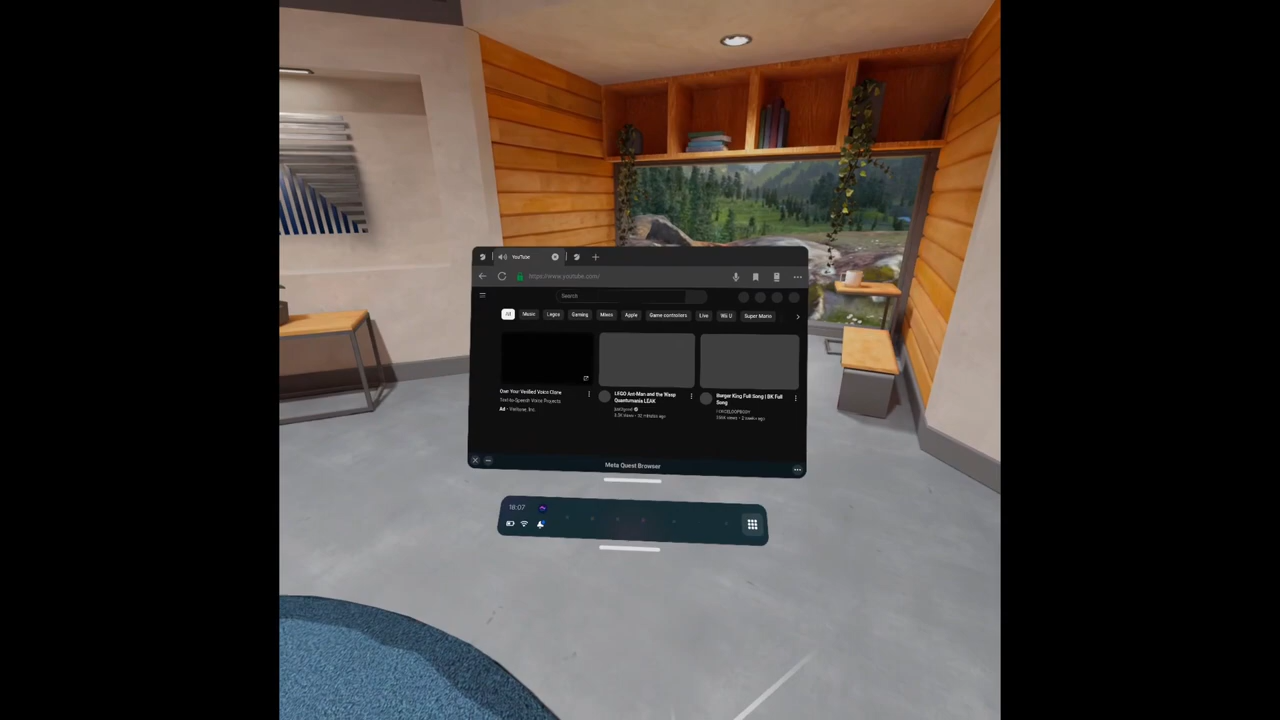 YouTube
https://www.youtube.com/
Search
All Music Legos Gaming Mixes Apple Game controllers Live Wii U Super Mario
Own Your Verified Voice Clone
Text-to-Speech Voice Projects
Ad
LEGO Ant-Man and the Wasp
Quantumania LEAK
Burger King Full Song | BK Full
Song
Meta Quest Browser
18:07